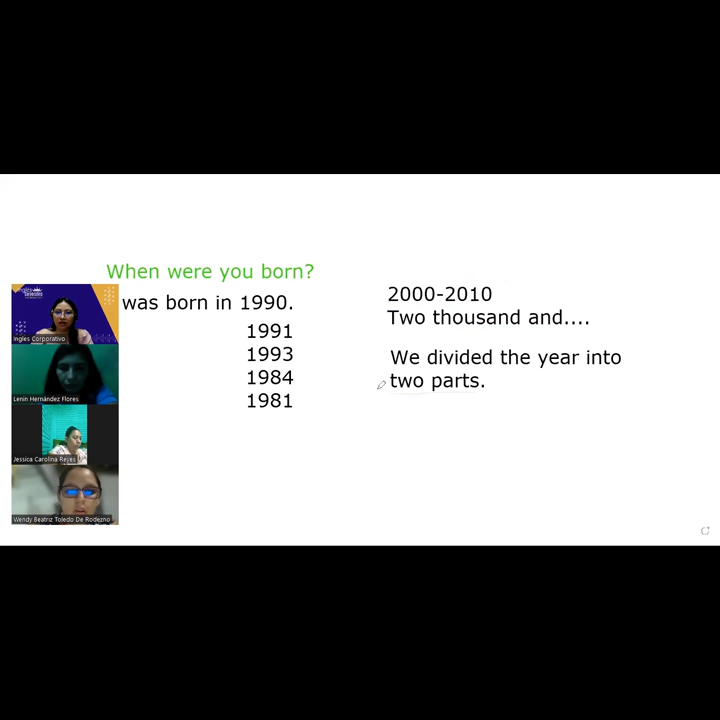 When were you born?
was born in 1990.
1991
1993
1984
1981
2000-2010
Two thousand and....
We divided the year into
two parts.
Ingles Corporativo
Lenin Hernández Flores
Jessica Carolina Reyes
Wendy Beatriz Toledo De Rodezno